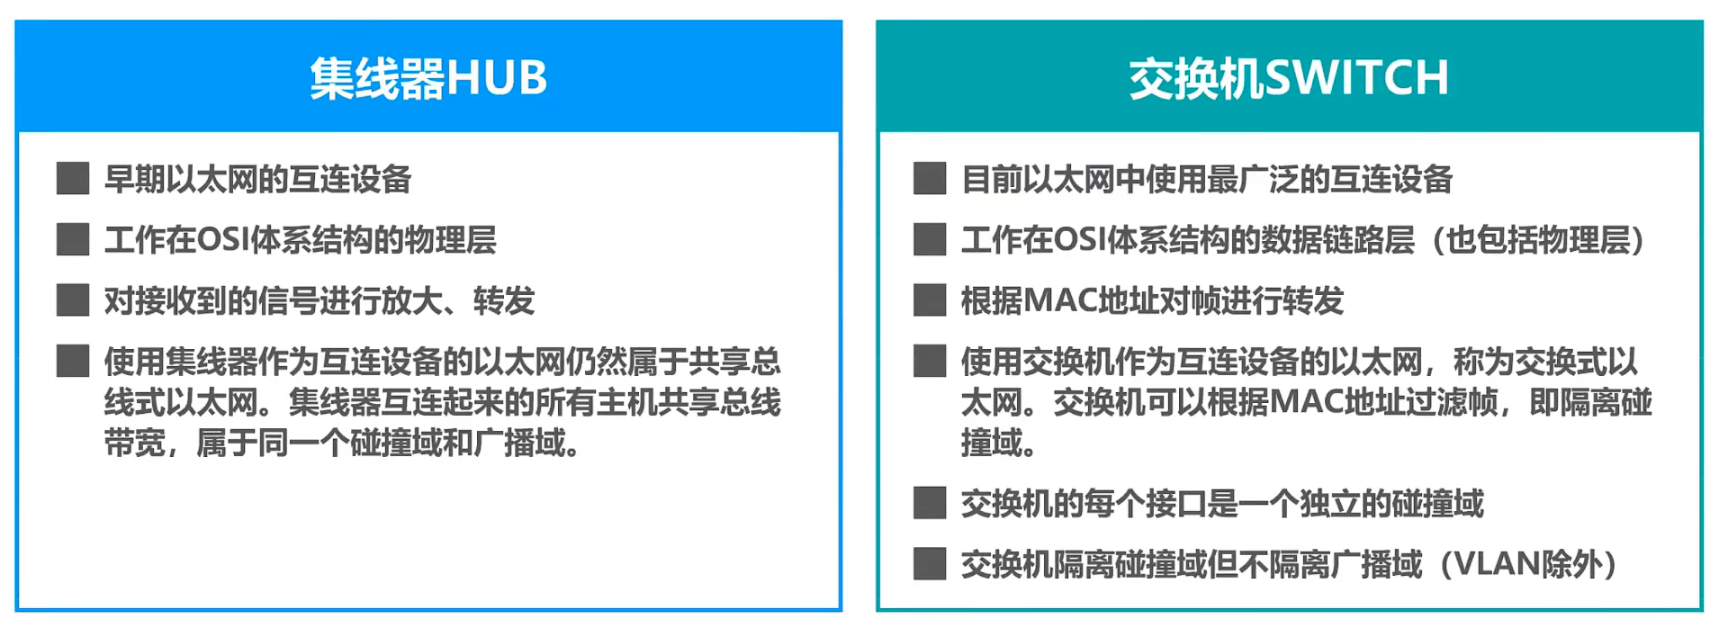 集线器HUB
早期以太网的互连设备
工作在OSI体系结构的物理层
对接收到的信号进行放大、转发
使用集线器作为互连设备的以太网仍然属于共享总
线式以太网。集线器互连起来的所有主机共享总线
带宽，属于同一个碰撞域和广播域。
交换机SWITCH
目前以太网中使用最广泛的互连设备
工作在OSI体系结构的数据链路层（也包括物理层）
根据MAC地址对帧进行转发
使用交换机作为互连设备的以太网，称为交换式以
太网。交换机可以根据MAC地址过滤帧，即隔离碰
撞域。
交换机的每个接口是一个独立的碰撞域
交换机隔离碰撞域但不隔离广播域（VLAN除外）